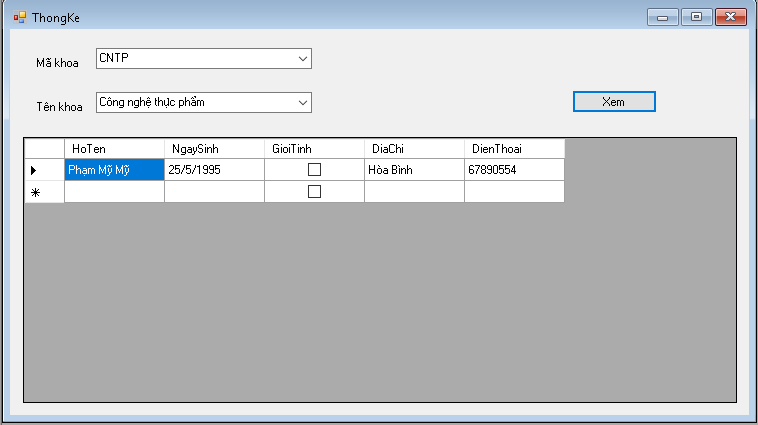 ThongKe
Mã khoa CNTP
Tên khoa Công nghệ thực phẩm Xem
HoTen NgaySinh GioiTinh DiaChi DienThoai
Phạm Mỹ Mỹ 25/5/1995 Hòa Bình 67890554